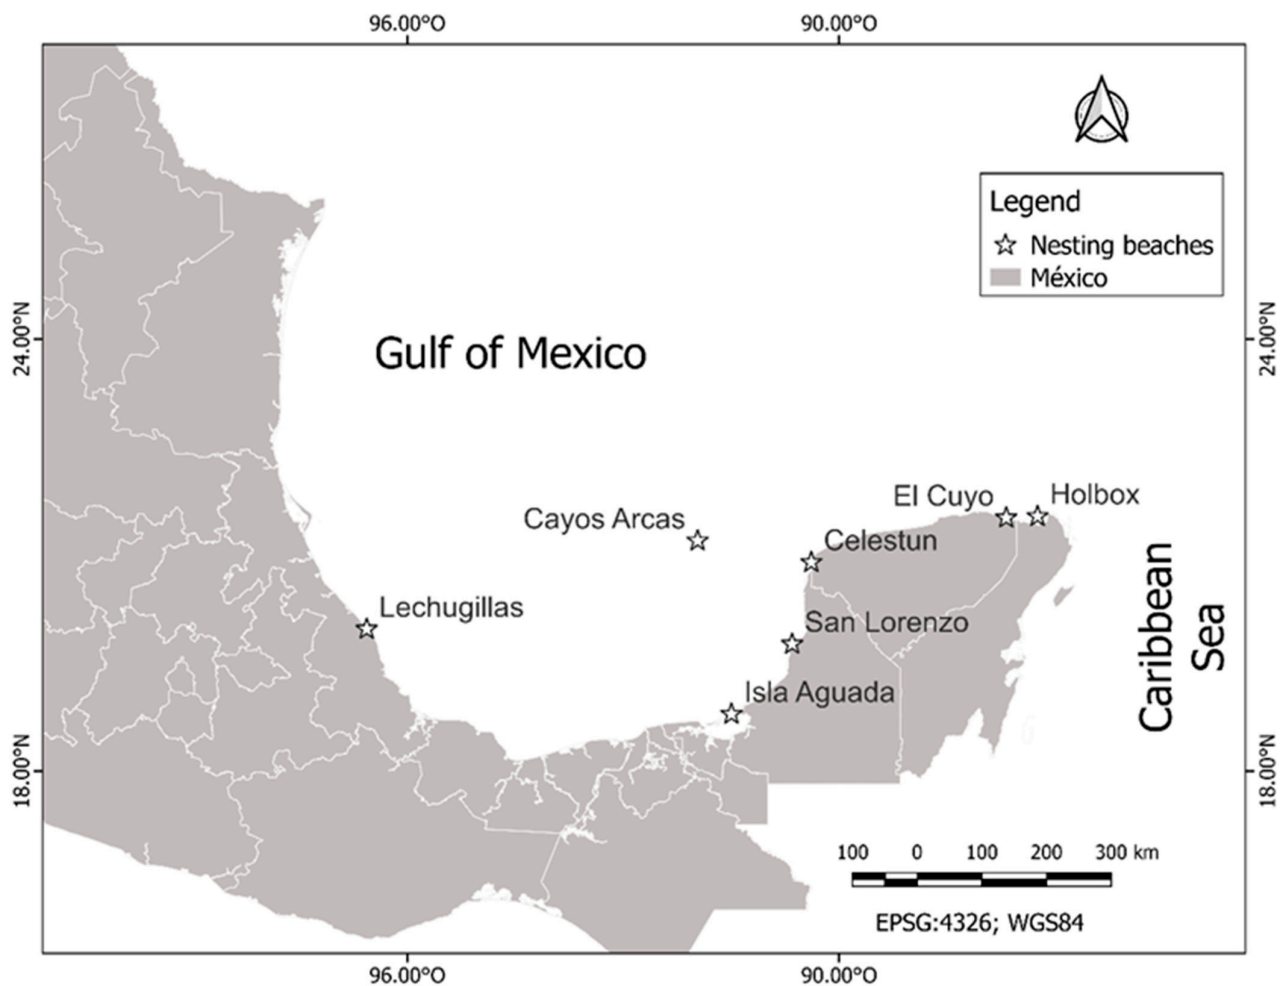 96.00°O
90.00°O
Legend
Nesting beaches
México
24.00°N
24.00°N
Gulf of Mexico
El Cuyo
Holbox
Cayos Arcas
Celestun
Lechugillas
San Lorenzo
Caribbean
Sea
Isla Aguada
18.00°N
18.00°N
100 0 100 200 300 km
EPSG:4326; WGS84
96.00°O
90.00°O